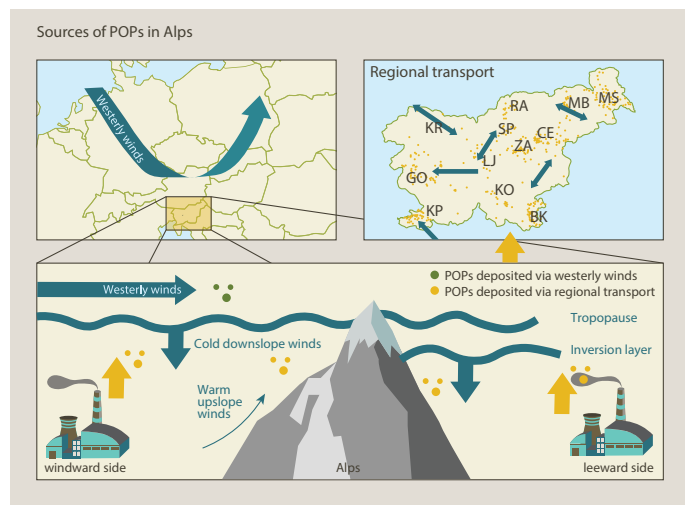 Sources of POPs in Alps
Westerly winds
Regional transport
RA
MB
MS
KR
SP
CE
ZA
LJ
GO
KO
KP
BK
POPs deposited via westerly winds
POPs deposited via regional transport
Westerly winds
Tropopause
Cold downslope winds
Inversion layer
Warm
upslope
winds
windward side
Alps
leeward side